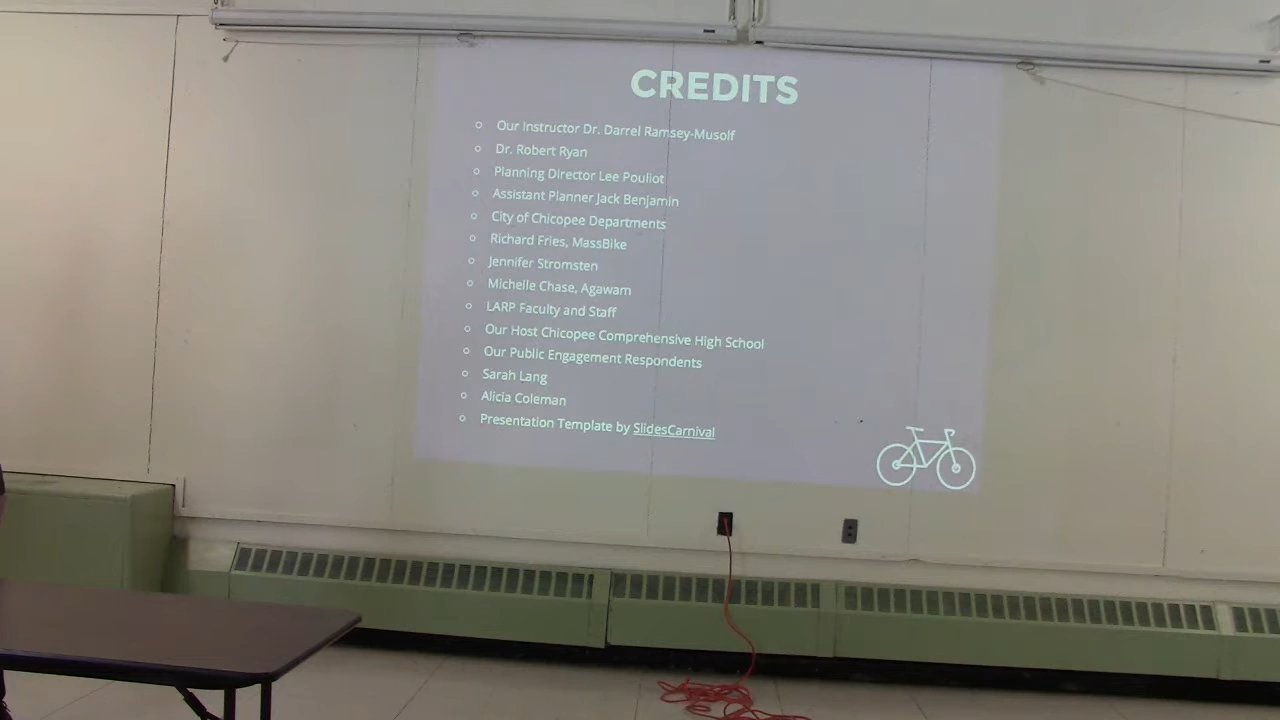 CREDITS
Our Instructor Dr. Darrel Ramsey-Musolf
Dr. Robert Ryan
Planning Director Lee Pouliot
Assistant Planner Jack Benjamin
City of Chicopee Departments
Richard Fries, MassBike
Jennifer Stromsten
Michelle Chase, Agawam
LARP Faculty and Staff
Our Host Chicopee Comprehensive High School
Our Public Engagement Respondents
Sarah Lang
Alicia Coleman
Presentation Template by SlidesCarnival